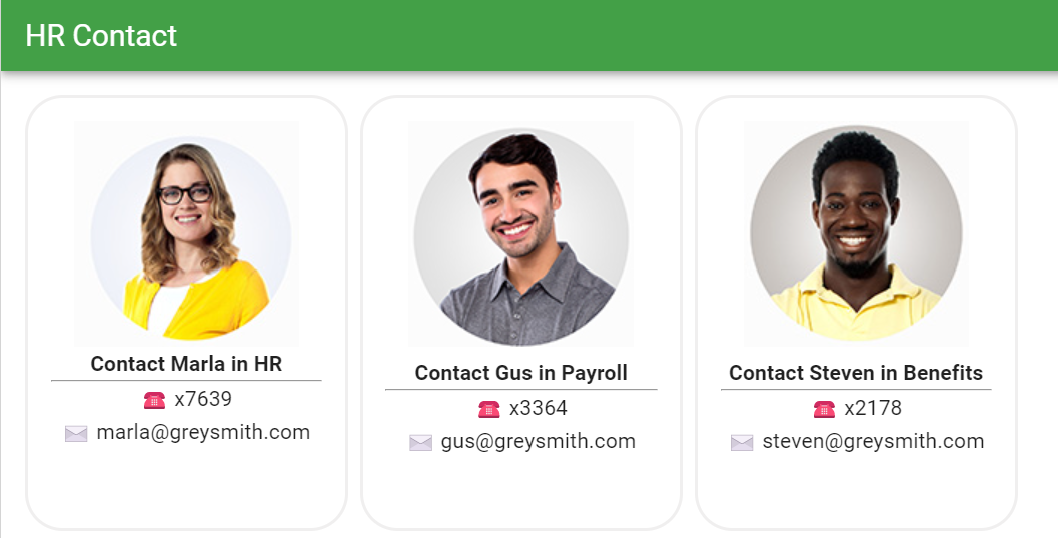 HR Contact
Contact Marla in HR
x7639
marla@greysmith.com
Contact Gus in Payroll
x3364
gus@greysmith.com
Contact Steven in Benefits
x2178
steven@greysmith.com